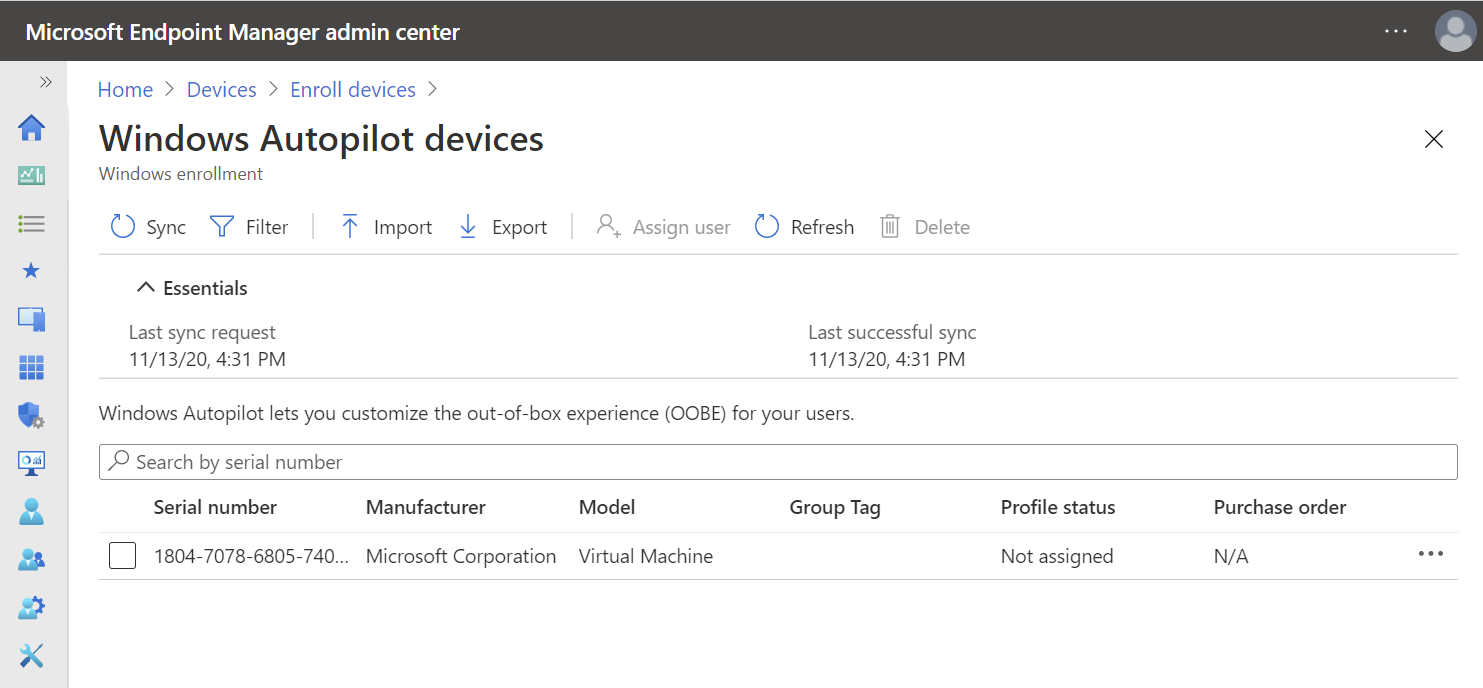 Microsoft Endpoint Manager admin center
Home > Devices > Enroll devices >
Windows Autopilot devices
Windows enrollment
Sync Filter Import Export Assign user Refresh Delete
Essentials
Last sync request Last successful sync
11/13/20, 4:31 PM 11/13/20, 4:31 PM
Windows Autopilot lets you customize the out-of-box experience (OOBE) for your users.
Search by serial number
Serial number Manufacturer Model Group Tag Profile status Purchase order
1804-7078-6805-740... Microsoft Corporation Virtual Machine Not assigned N/A